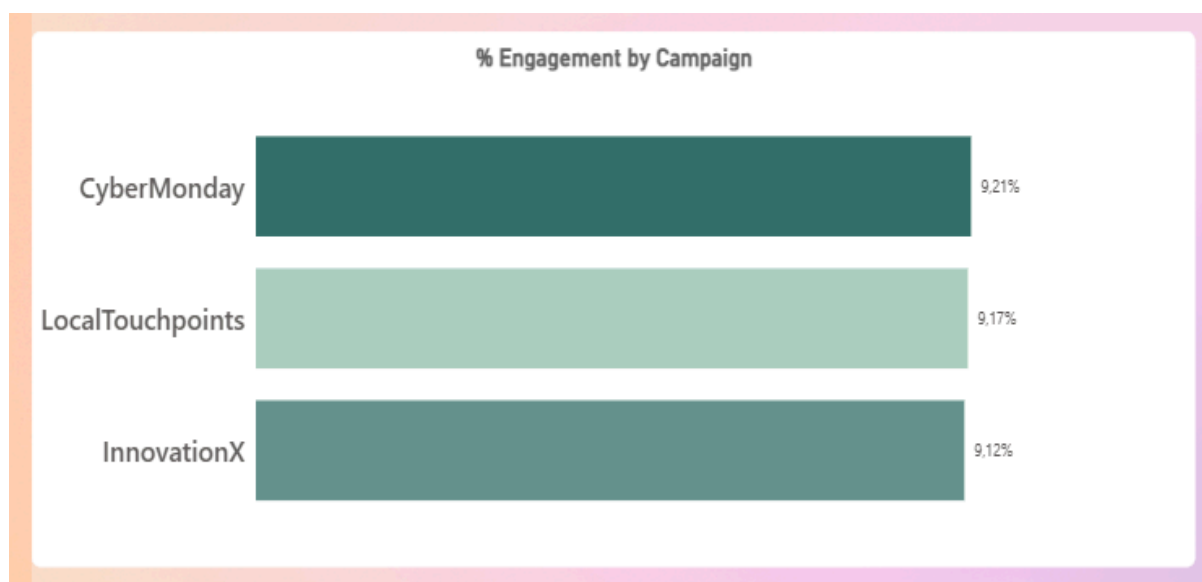 % Engagement by Campaign
CyberMonday 9,21%
LocalTouchpoints 9,17%
InnovationX 9,12%